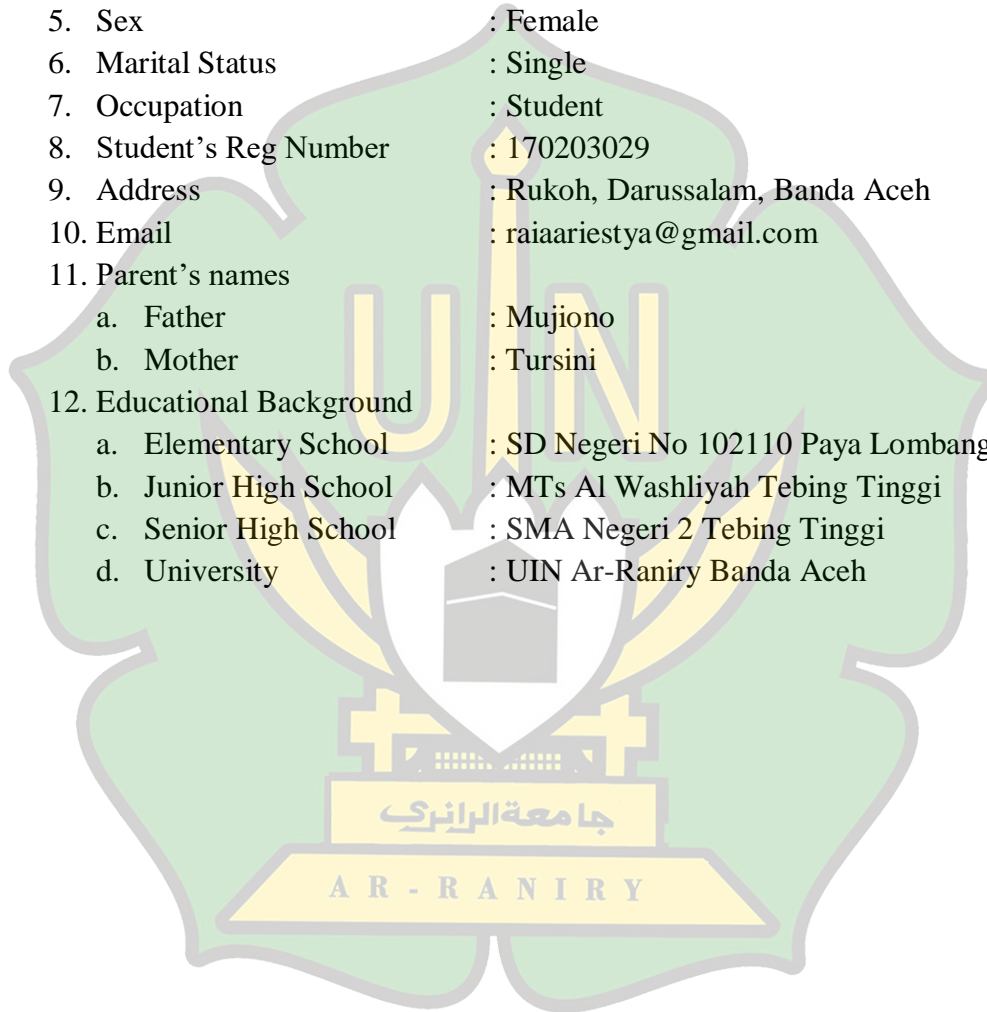 5. Sex : Female
6. Marital Status : Single
7. Occupation : Student
8. Student’s Reg Number : 170203029
9. Address : Rukoh, Darussalam, Banda Aceh
10. Email : raiaariestya@gmail.com
11. Parent’s names
a. Father : Mujiono
b. Mother : Tursini
12. Educational Background
a. Elementary School : SD Negeri No 102110 Paya Lombang
b. Junior High School : MTs Al Washliyah Tebing Tinggi
c. Senior High School : SMA Negeri 2 Tebing Tinggi
d. University : UIN Ar-Raniry Banda Aceh
UIN
جامعةالرانري
AR-RANIRY